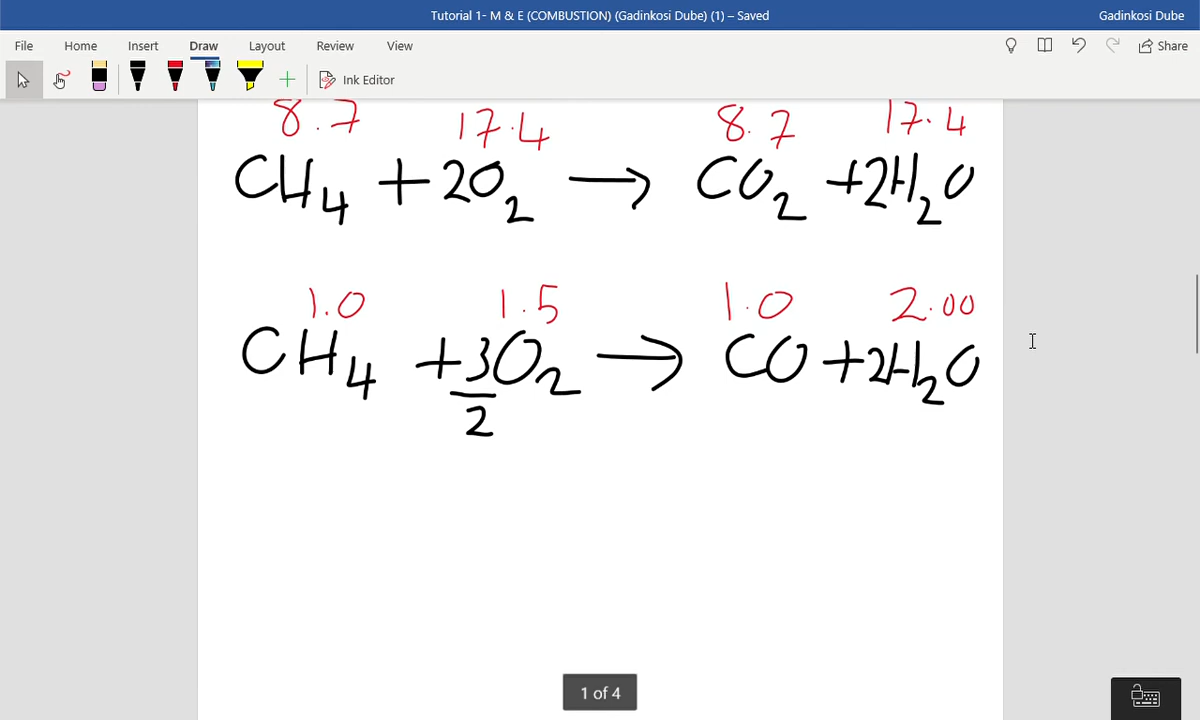 Tutorial 1- M & E (COMBUSTION) (Gadinkosi Dube) (1) – Saved Gadinkosi Dube
File Home Insert Draw Layout Review View Share
Ink Editor
8.7 17.4 8.7 17.4
CH₄ + 2O₂ → CO₂ + 2H₂O
1.0 1.5 1.0 2.00
CH₄ + 3/2 O₂ → CO + 2H₂O
1 of 4